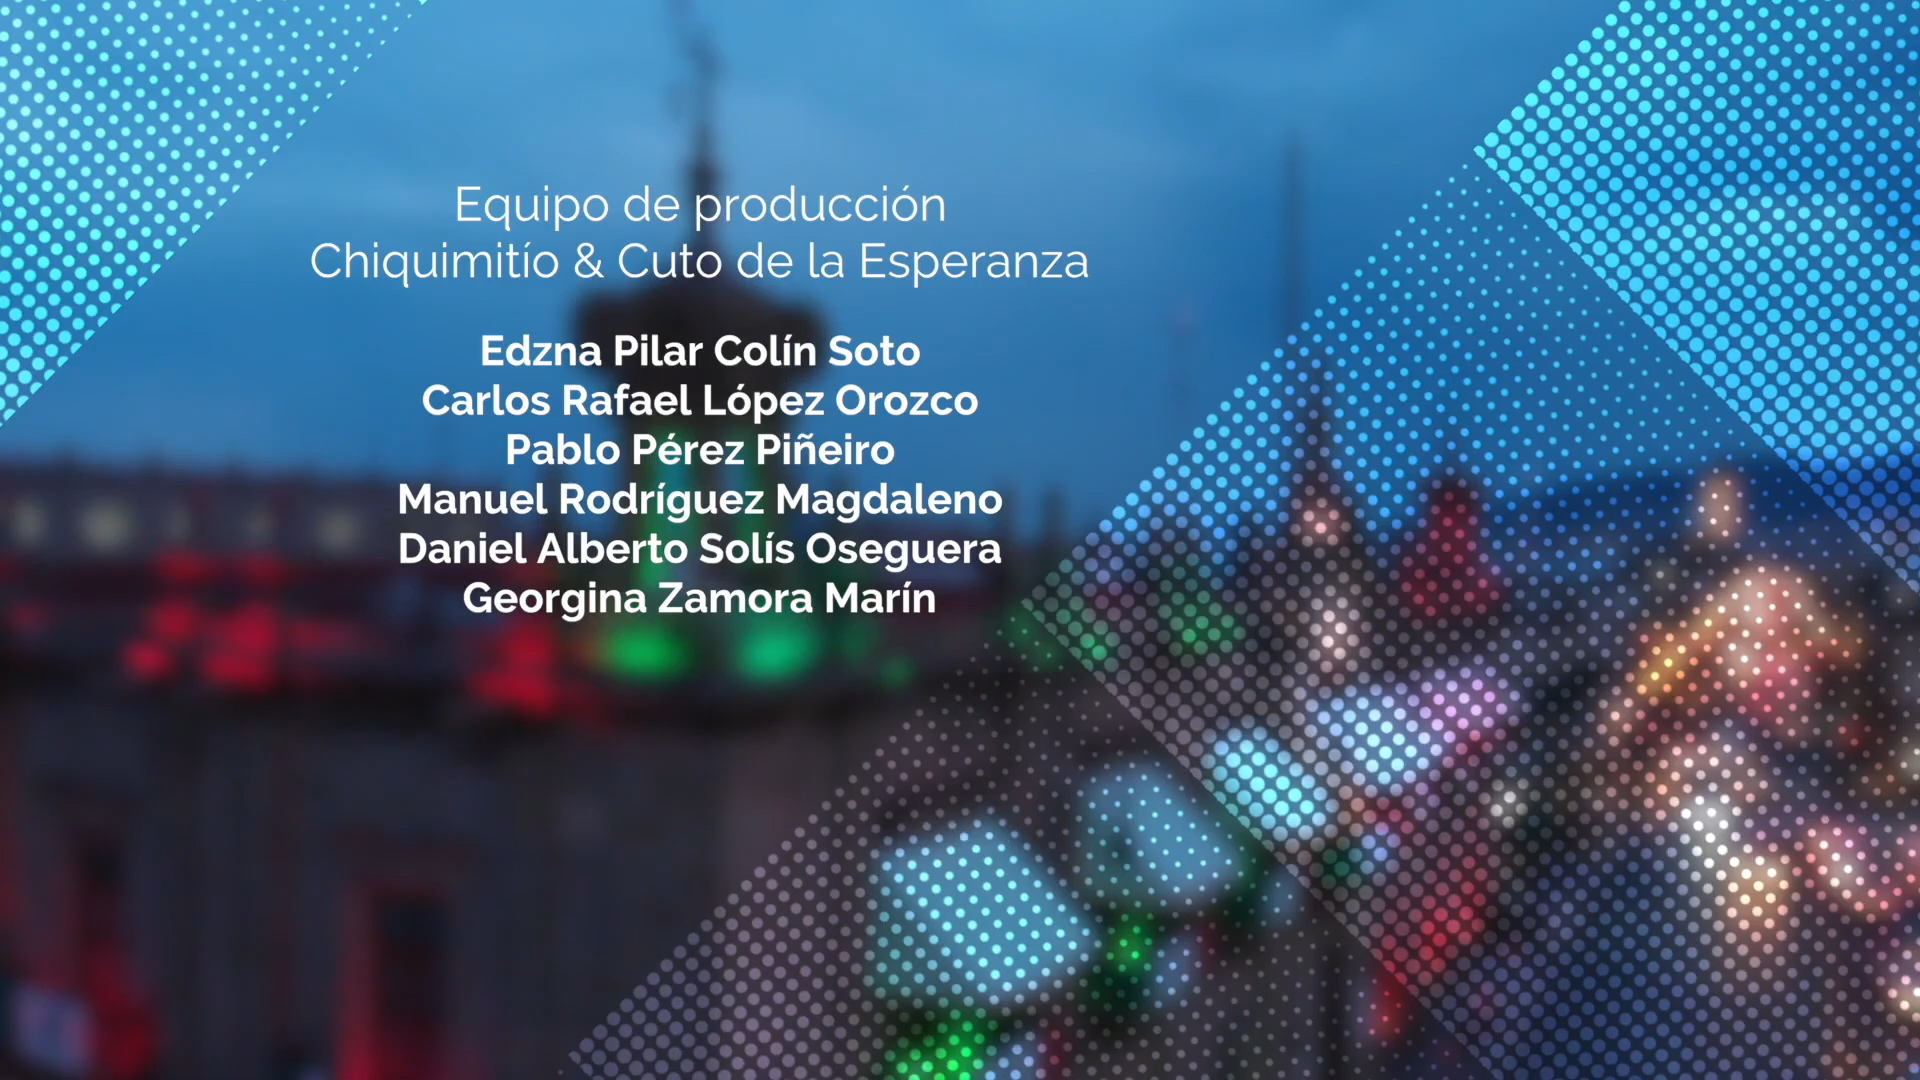 Equipo de producción
Chiquimitío & Cuto de la Esperanza
Edzna Pilar Colín Soto
Carlos Rafael López Orozco
Pablo Pérez Piñeiro
Manuel Rodríguez Magdaleno
Daniel Alberto Solís Oseguera
Georgina Zamora Marín